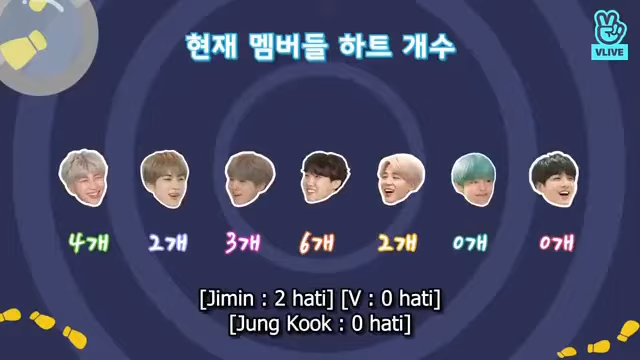 현재 멤버들 하트 개수
VLIVE
4개 2개 3개 6개 2개 0개 0개
[Jimin : 2 hati] [V : 0 hati]
[Jung Kook : 0 hati]